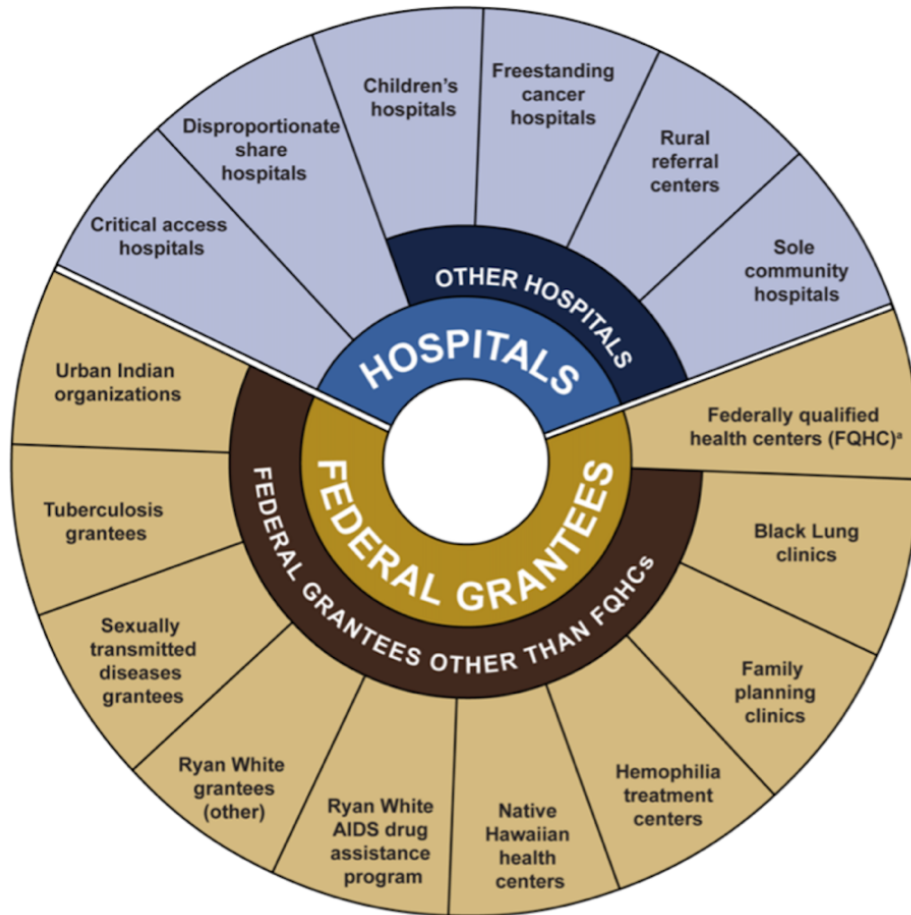 Children's
hospitals
Freestanding
cancer
hospitals
Disproportionate
share
hospitals
Rural
referral
centers
Critical access
hospitals
Sole
community
hospitals
OTHER HOSPITALS
HOSPITALS
Urban Indian
organizations
Federally qualified
health centers (FQHC)ª
FEDERAL GRANTEES
FEDERAL GRANTEES OTHER THAN FQHCs
Tuberculosis
grantees
Black Lung
clinics
Sexually
transmitted
diseases
grantees
Family
planning
clinics
Ryan White
grantees
(other)
Ryan White
AIDS drug
assistance
program
Native
Hawaiian
health
centers
Hemophilia
treatment
centers